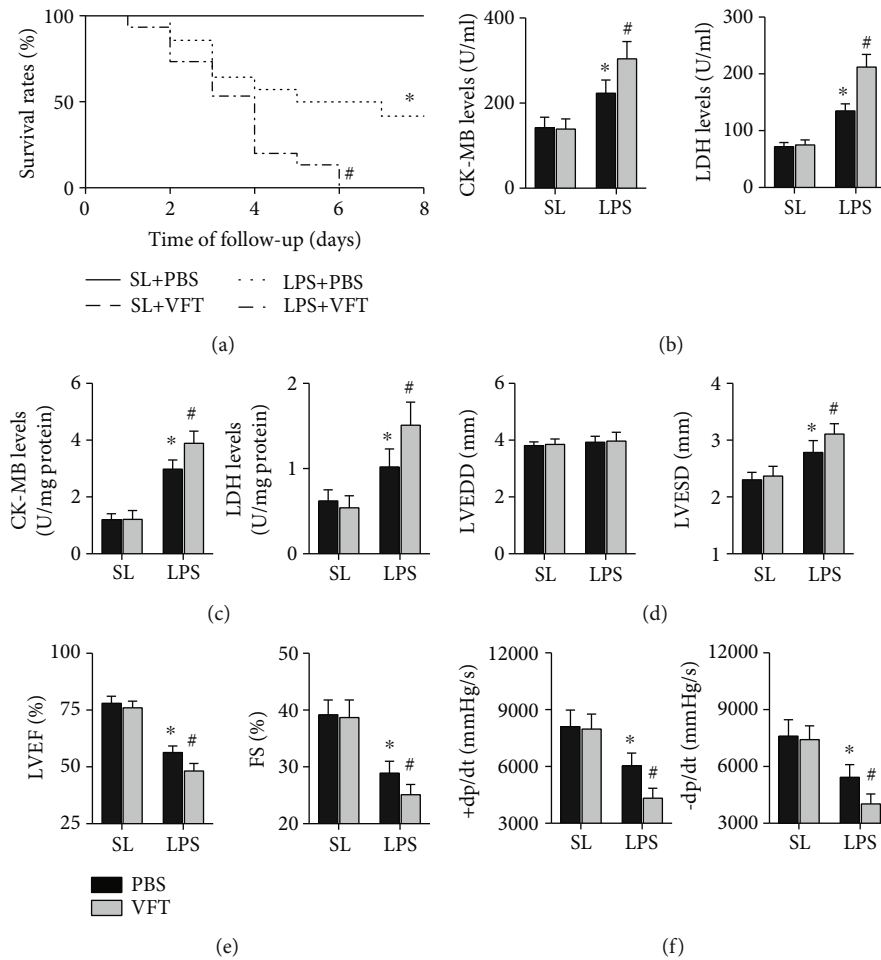 100
50
0
Survival rates (%)
0 2 4 6 8
*
#
Time of follow-up (days)
SL+PBS
LPS+PBS
SL+VFT
LPS+VFT
(a)
CK-MB levels (U/ml)
400
200
0
*
#
SL LPS
LDH levels (U/ml)
300
200
100
0
*
#
SL LPS
(b)
CK-MB levels
(U/mg protein)
6
4
2
0
*
#
SL LPS
LDH levels
(U/mg protein)
2
1
0
*
#
SL LPS
(c)
LVEDD (mm)
6
4
2
0
SL LPS
LVESD (mm)
4
3
2
1
*
#
SL LPS
(d)
LVEF (%)
100
75
50
25
*
#
SL LPS
FS (%)
50
40
30
20
*
#
SL LPS
PBS
VFT
(e)
+dp/dt (mmHg/s)
12000
9000
6000
3000
*
#
SL LPS
-dp/dt (mmHg/s)
12000
9000
6000
3000
*
#
SL LPS
(f)